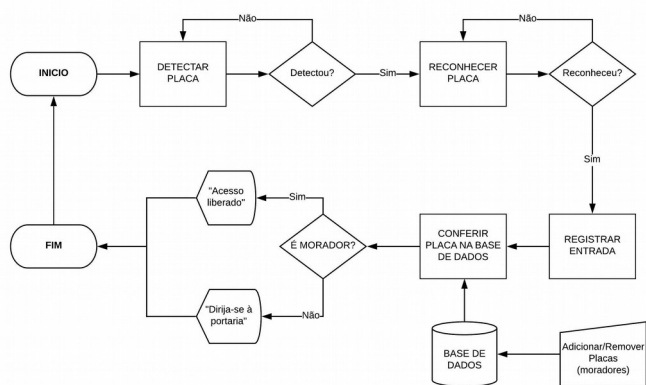 Não
Não
INICIO
DETECTAR
PLACA
Detectou?
Sim
RECONHECER
PLACA
Reconheceu?
Sim
"Acesso
liberado"
Sim
FIM
É MORADOR?
CONFERIR
PLACA NA BASE
DE DADOS
REGISTRAR
ENTRADA
"Dirija-se à
portaria"
Não
BASE DE
DADOS
Adicionar/Remover
Placas
(moradores)